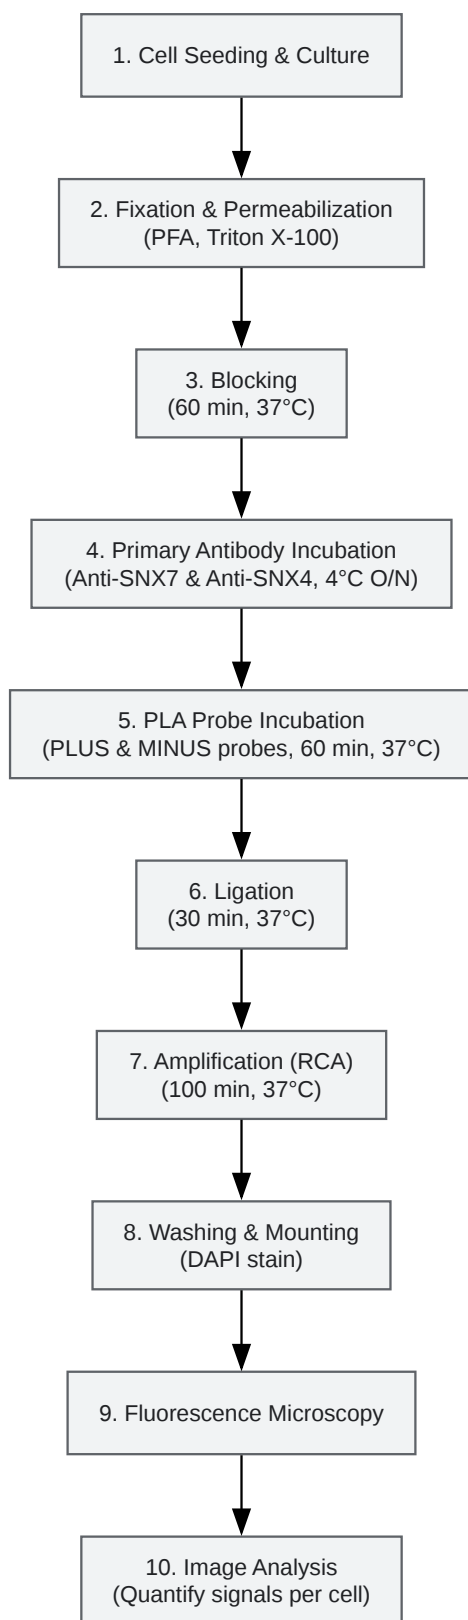 1. Cell Seeding & Culture
2. Fixation & Permeabilization
(PFA, Triton X-100)
3. Blocking
(60 min, 37°C)
4. Primary Antibody Incubation
(Anti-SNX7 & Anti-SNX4, 4°C O/N)
5. PLA Probe Incubation
(PLUS & MINUS probes, 60 min, 37°C)
6. Ligation
(30 min, 37°C)
7. Amplification (RCA)
(100 min, 37°C)
8. Washing & Mounting
(DAPI stain)
9. Fluorescence Microscopy
10. Image Analysis
(Quantify signals per cell)